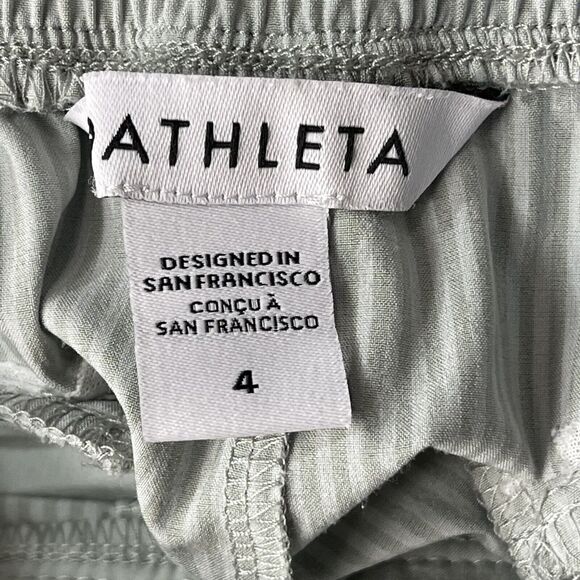 ATHLETA
DESIGNED IN
SAN FRANCISCO
CONÇU À
SAN FRANCISCO
4